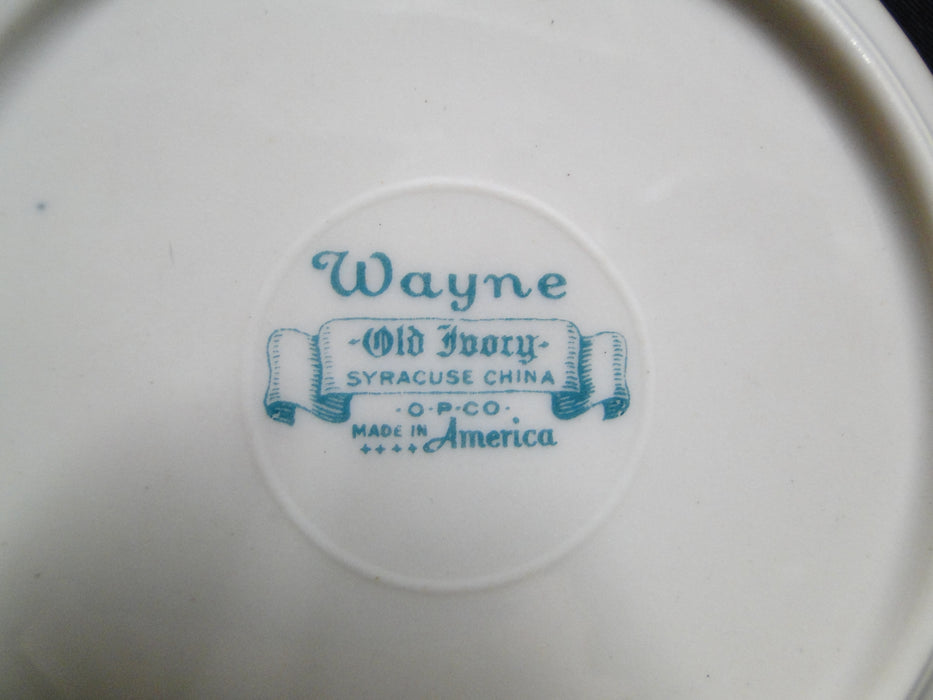 Wayne
-Old Ivory-
SYRACUSE CHINA
·O·P·CO·
MADE IN America
++++